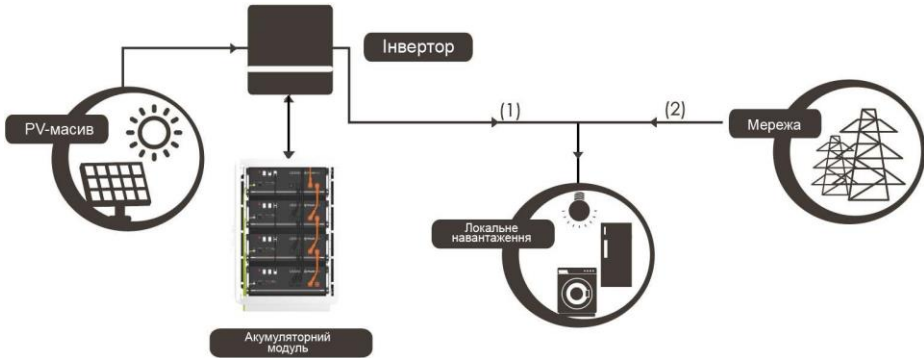 Інвертор
PV-масив
(1)
(2)
Мережа
Локальне
навантаження
Акумуляторний
модуль